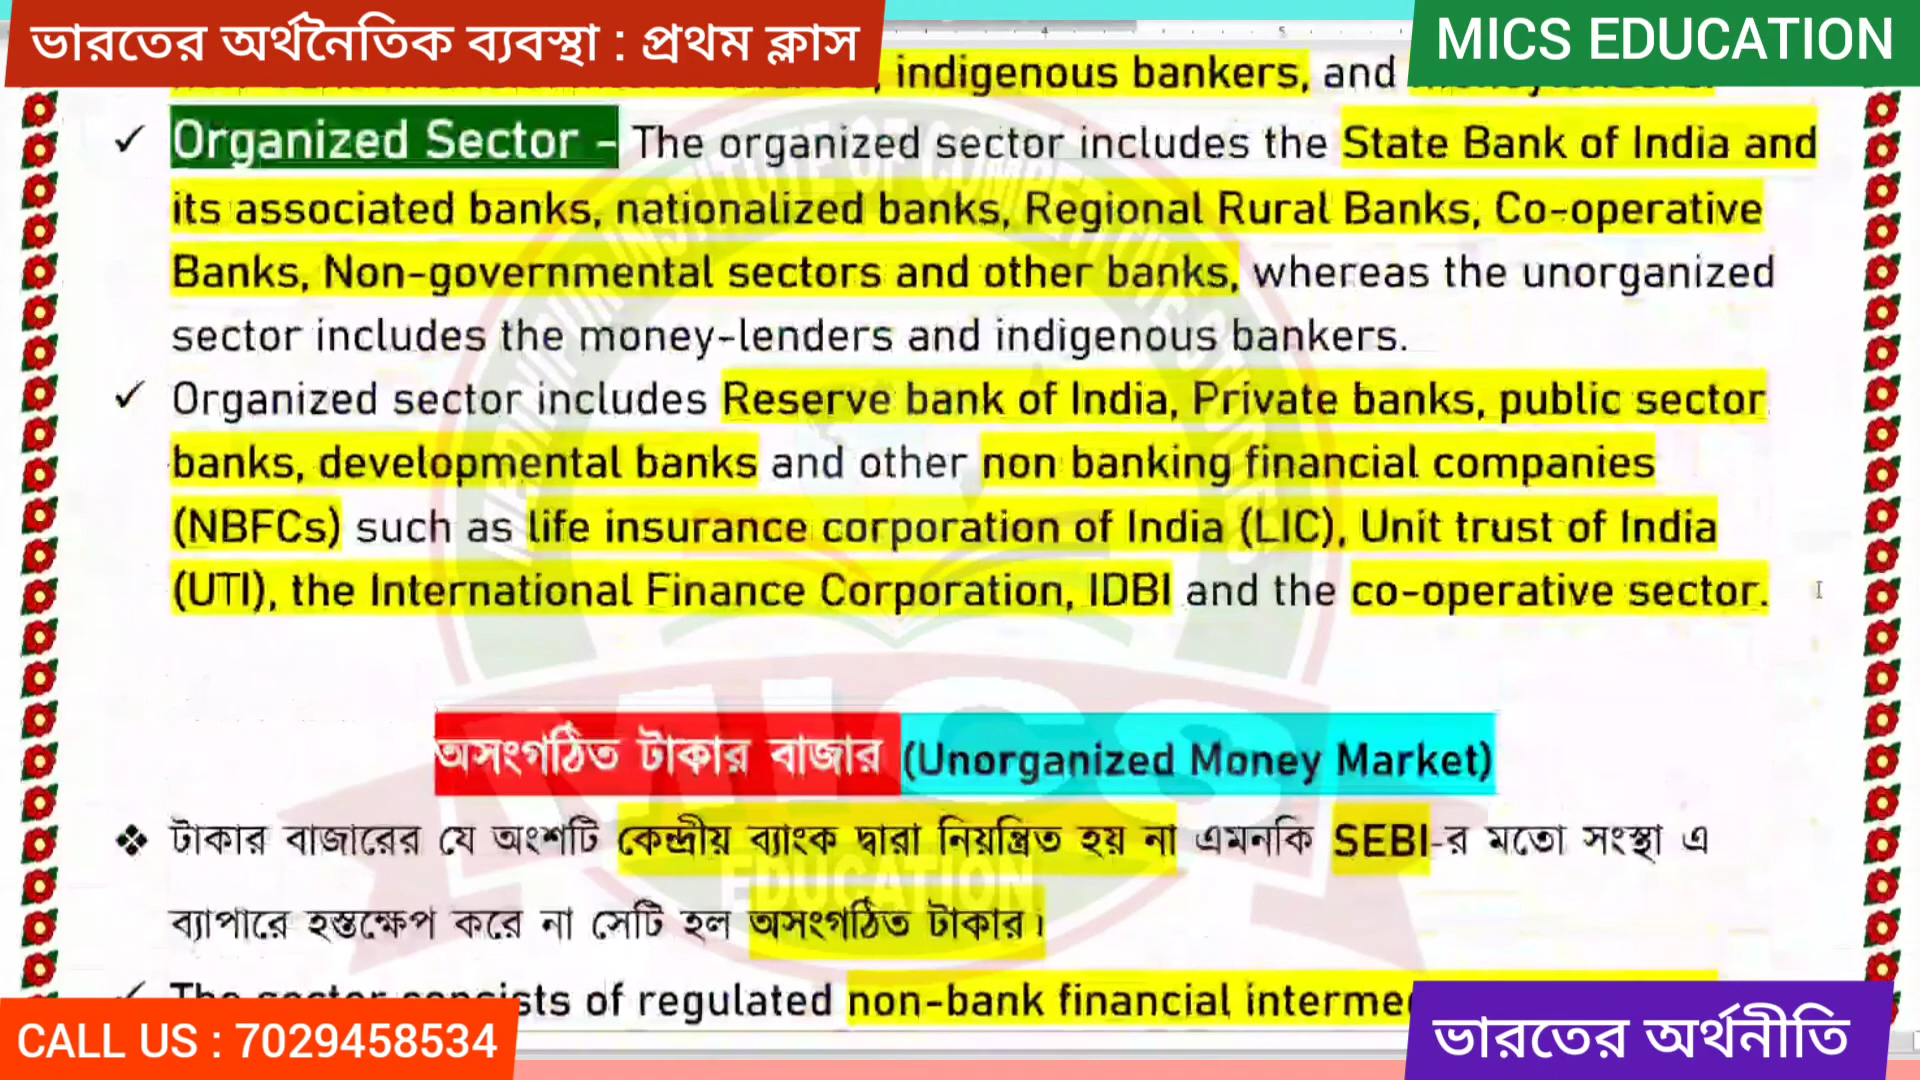 ভারতের অর্থনৈতিক ব্যবস্থা : প্রথম ক্লাস
MICS EDUCATION
, indigenous bankers, and
✓ Organized Sector – The organized sector includes the State Bank of India and
its associated banks, nationalized banks, Regional Rural Banks, Co-operative
Banks, Non-governmental sectors and other banks, whereas the unorganized
sector includes the money-lenders and indigenous bankers.
✓ Organized sector includes Reserve bank of India, Private banks, public sector
banks, developmental banks and other non banking financial companies
(NBFCs) such as life insurance corporation of India (LIC), Unit trust of India
(UTI), the International Finance Corporation, IDBI and the co-operative sector.
অসংগঠিত টাকার বাজার (Unorganized Money Market)
❖ টাকার বাজারের যে অংশটি কেন্দ্রীয় ব্যাংক দ্বারা নিয়ন্ত্রিত হয় না এমনকি SEBI-র মতো সংস্থা এ
ব্যাপারে হস্তক্ষেপ করে না সেটি হল অসংগঠিত টাকার।
of regulated non-bank financial
CALL US : 7029458534
ভারতের অর্থনীতি
MICS
EDUCATION